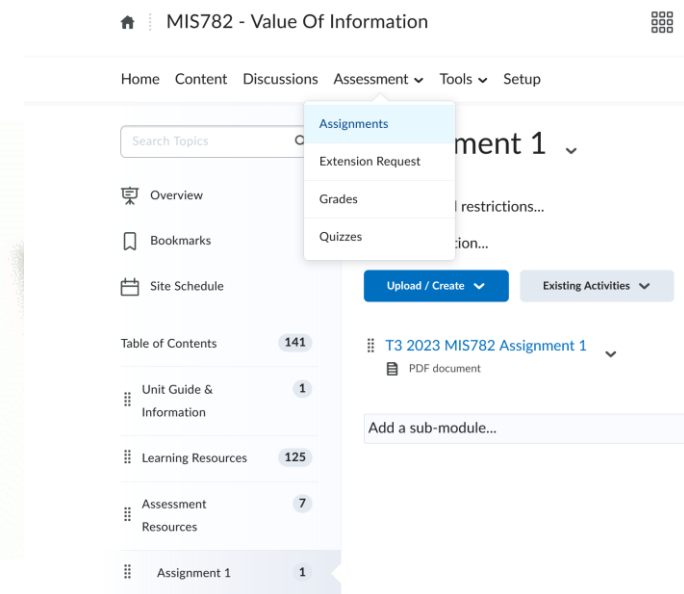 MIS782 - Value Of Information
Home Content Discussions Assessment Tools Setup
Search Topics
Assignments
Extension Request
Grades
Quizzes
ment 1
restrictions...
Overview
Bookmarks
Site Schedule
Upload / Create
Existing Activities
Table of Contents 141
T3 2023 MIS782 Assignment 1
PDF document
Unit Guide & 1
Information
Add a sub-module...
Learning Resources 125
Assessment 7
Resources
Assignment 1 1